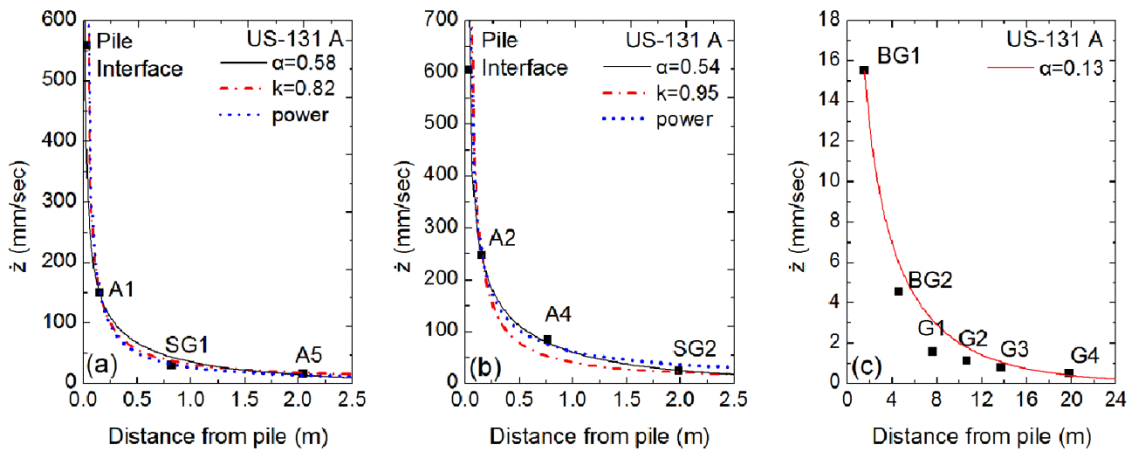 600
500
400
300
200
100
0
ż (mm/sec)
Pile
Interface
US-131 A
α=0.58
k=0.82
power
A1
SG1
A5
(a)
0.0 0.5 1.0 1.5 2.0 2.5
Distance from pile (m)
700
600
500
400
300
200
100
0
ż (mm/sec)
Pile
Interface
US-131 A
α=0.54
k=0.95
power
A2
A4
SG2
(b)
0.0 0.5 1.0 1.5 2.0 2.5
Distance from pile (m)
18
16
14
12
10
8
6
4
2
0
ż (mm/sec)
US-131 A
α=0.13
BG1
BG2
G1
G2
G3
G4
(c)
0 4 8 12 16 20 24
Distance from pile (m)